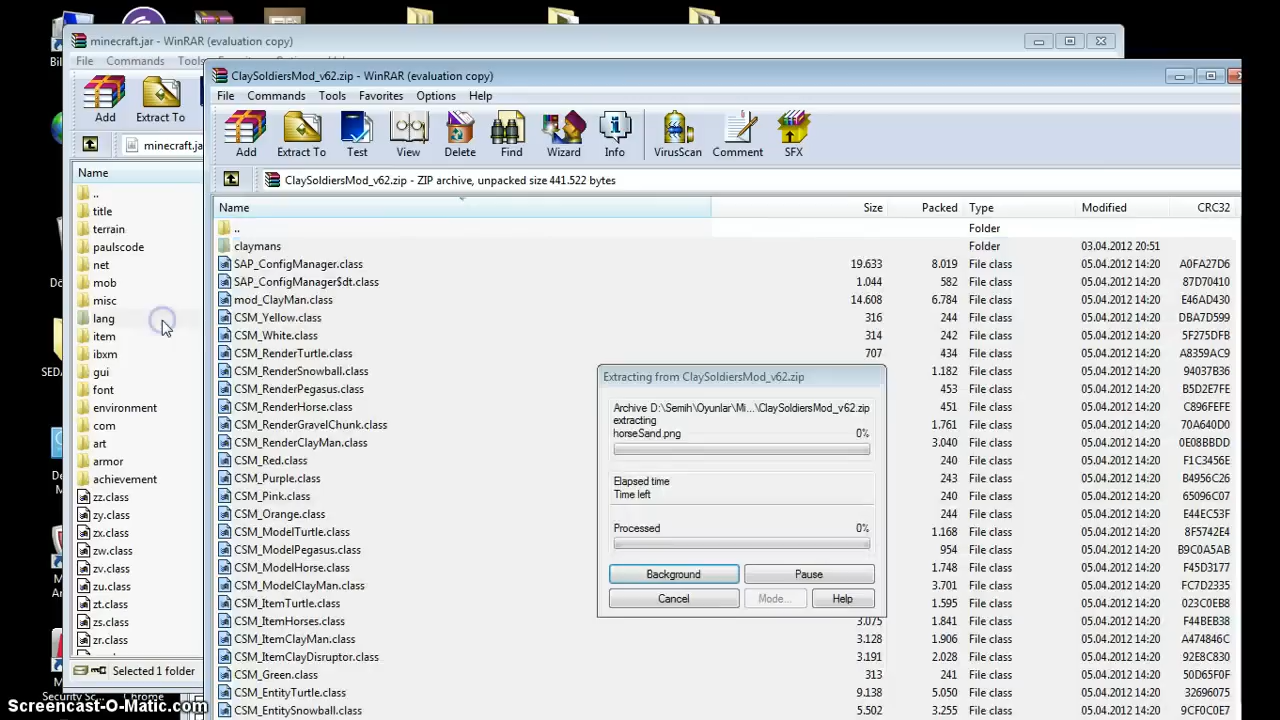 minecraft.jar - WinRAR (evaluation copy)
File Commands
Add Extract To
minecraft.ja
Name
..
title
terrain
paulscode
net
mob
misc
lang
item
ibxm
gui
font
environment
com
art
armor
achievement
zz.class
zy.class
zx.class
zw.class
zv.class
zu.class
zt.class
zs.class
zr.class
Selected 1 folder
ClaySoldiersMod_v62.zip - WinRAR (evaluation copy)
File Commands Tools Favorites Options Help
Add Extract To Test View Delete Find Wizard Info VirusScan Comment SFX
ClaySoldiersMod_v62.zip - ZIP archive, unpacked size 441.522 bytes
Name Size Packed Type Modified CRC32
.. Folder
claymans Folder 03.04.2012 20:51
SAP_ConfigManager.class 19.633 8.019 File class 05.04.2012 14:20 A0FA27D6
SAP_ConfigManager$dt.class 1.044 582 File class 05.04.2012 14:20 87D70410
mod_ClayMan.class 14.608 6.784 File class 05.04.2012 14:20 E46AD430
CSM_Yellow.class 316 244 File class 05.04.2012 14:20 DBA7D599
CSM_White.class 314 242 File class 05.04.2012 14:20 5F275DFB
CSM_RenderTurtle.class 707 434 File class 05.04.2012 14:20 A8359AC9
CSM_RenderSnowball.class 1.182 File class 05.04.2012 14:20 94037B36
CSM_RenderPegasus.class 453 File class 05.04.2012 14:20 B5D2E7FE
CSM_RenderHorse.class 451 File class 05.04.2012 14:20 C896FEFE
CSM_RenderGravelChunk.class 1.761 File class 05.04.2012 14:20 70A640D0
CSM_RenderClayMan.class 3.040 File class 05.04.2012 14:20 0E08BBDD
CSM_Red.class 240 File class 05.04.2012 14:20 F1C3456E
CSM_Purple.class 243 File class 05.04.2012 14:20 B4956C26
CSM_Pink.class 240 File class 05.04.2012 14:20 65096C07
CSM_Orange.class 244 File class 05.04.2012 14:20 E44EC53F
CSM_ModelTurtle.class 1.168 File class 05.04.2012 14:20 8F5742E4
CSM_ModelPegasus.class 954 File class 05.04.2012 14:20 B9C0A5AB
CSM_ModelHorse.class 1.748 File class 05.04.2012 14:20 F45D3177
CSM_ModelClayMan.class 3.701 File class 05.04.2012 14:20 FC7D2335
CSM_ItemTurtle.class 1.595 File class 05.04.2012 14:20 023C0EB8
CSM_ItemHorses.class 3.075 1.841 File class 05.04.2012 14:20 F44BEB38
CSM_ItemClayMan.class 3.128 1.906 File class 05.04.2012 14:20 A474846C
CSM_ItemClayDisruptor.class 3.191 2.028 File class 05.04.2012 14:20 92E8C830
CSM_Green.class 313 241 File class 05.04.2012 14:20 50D65F0F
CSM_EntityTurtle.class 9.138 5.050 File class 05.04.2012 14:20 32696075
CSM_EntitySnowball.class 5.502 3.255 File class 05.04.2012 14:20 9CF0C0E7
Extracting from ClaySoldiersMod_v62.zip
Archive D:\Semih\Oyunlar\Mi...\ClaySoldiersMod_v62.zip
extracting
horseSand.png 0%
Elapsed time
Time left
Processed 0%
Background Pause
Cancel Mode... Help
Chrome
Screencast-O-Matic.com